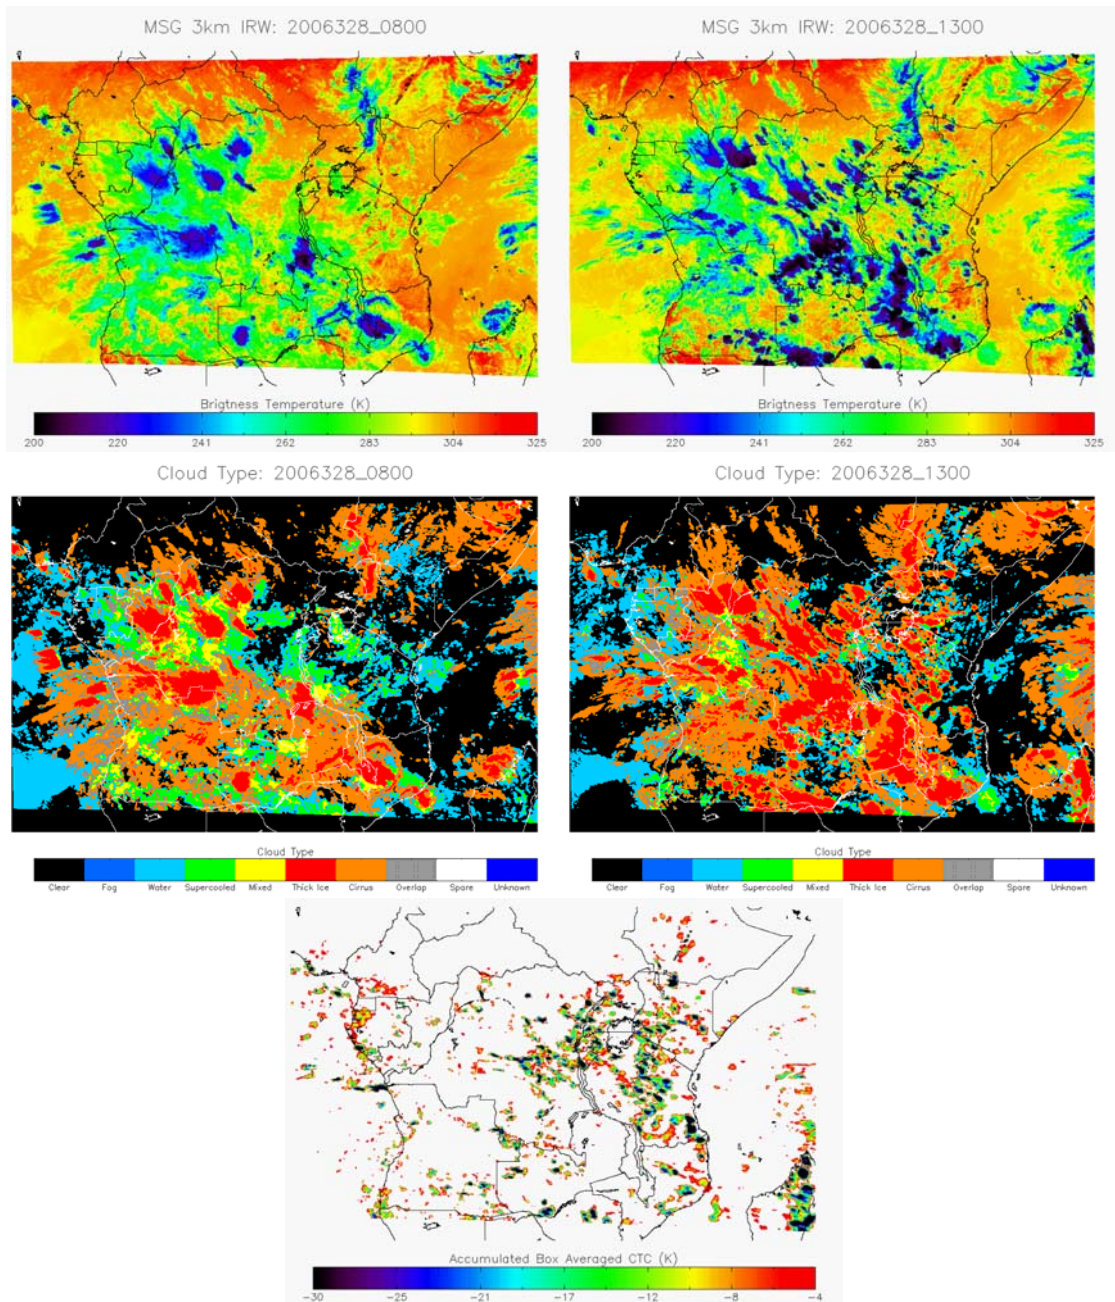 MSG 3km IRW: 2006328_0800
MSG 3km IRW: 2006328_1300
Brigtness Temperature (K)
200 220 241 262 283 304 325
Brigtness Temperature (K)
200 220 241 262 283 304 325
Cloud Type: 2006328_0800
Cloud Type: 2006328_1300
Cloud Type
Clear Fog Water Supercooled Mixed Thick Ice Cirrus Overlap Spare Unknown
Cloud Type
Clear Fog Water Supercooled Mixed Thick Ice Cirrus Overlap Spare Unknown
Accumulated Box Averaged CTC (K)
-30 -25 -21 -17 -12 -8 -4